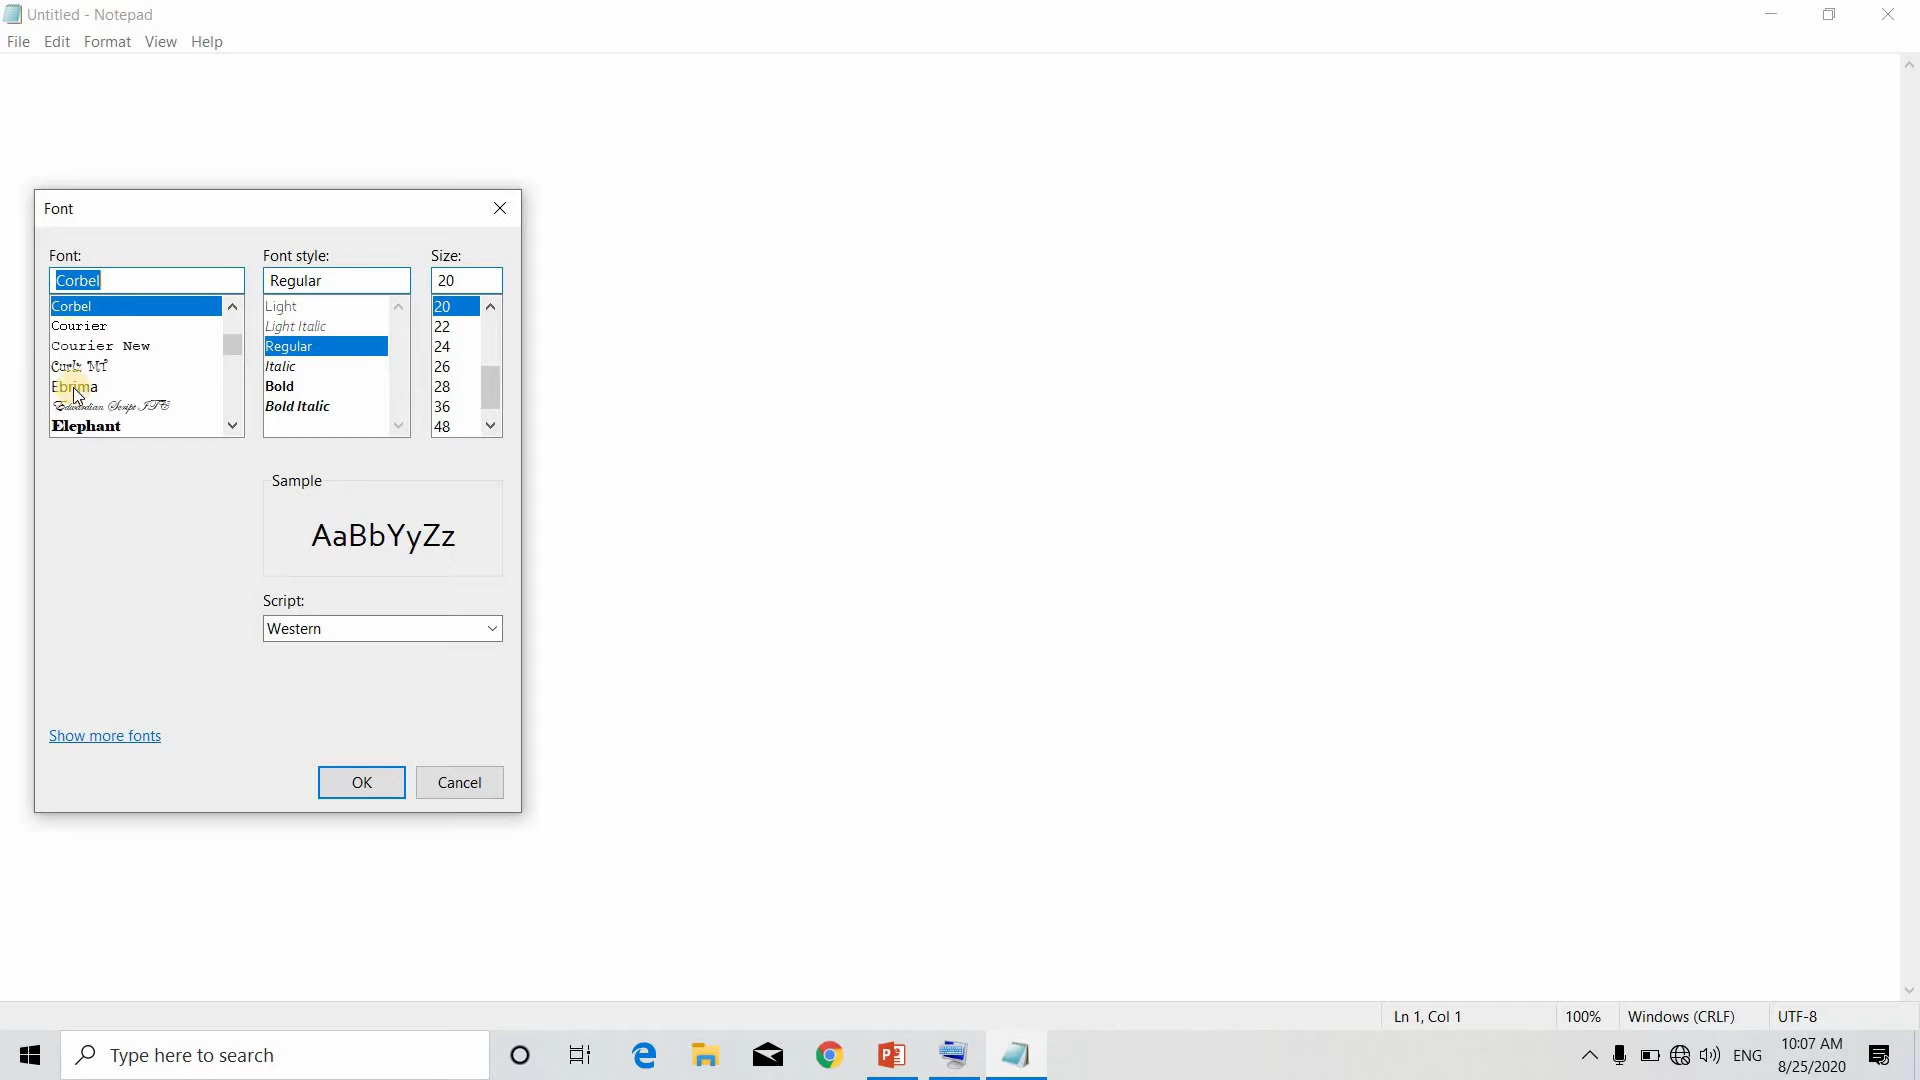 Untitled - Notepad
File Edit Format View Help
Font
Font: Font style: Size:
Corbel Regular 20
Corbel Light 20
Courier Light Italic 22
Courier New Regular 24
Curlz MT Italic 26
Ebrima Bold 28
Edwardian Script ITC Bold Italic 36
Elephant 48
Sample
AaBbYyZz
Script:
Western
Show more fonts
OK Cancel
Ln 1, Col 1 100% Windows (CRLF) UTF-8
Type here to search ENG 10:07 AM
8/25/2020